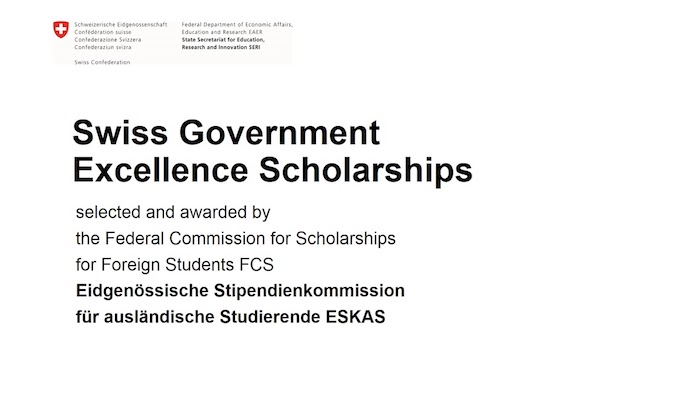 Schweizerische Eidgenossenschaft
Confédération suisse
Confederazione Svizzera
Confederaziun svizra
Swiss Confederation
Federal Department of Economic Affairs,
Education and Research EAER
State Secretariat for Education,
Research and Innovation SERI
Swiss Government
Excellence Scholarships
selected and awarded by
the Federal Commission for Scholarships
for Foreign Students FCS
Eidgenössische Stipendienkommission
für ausländische Studierende ESKAS